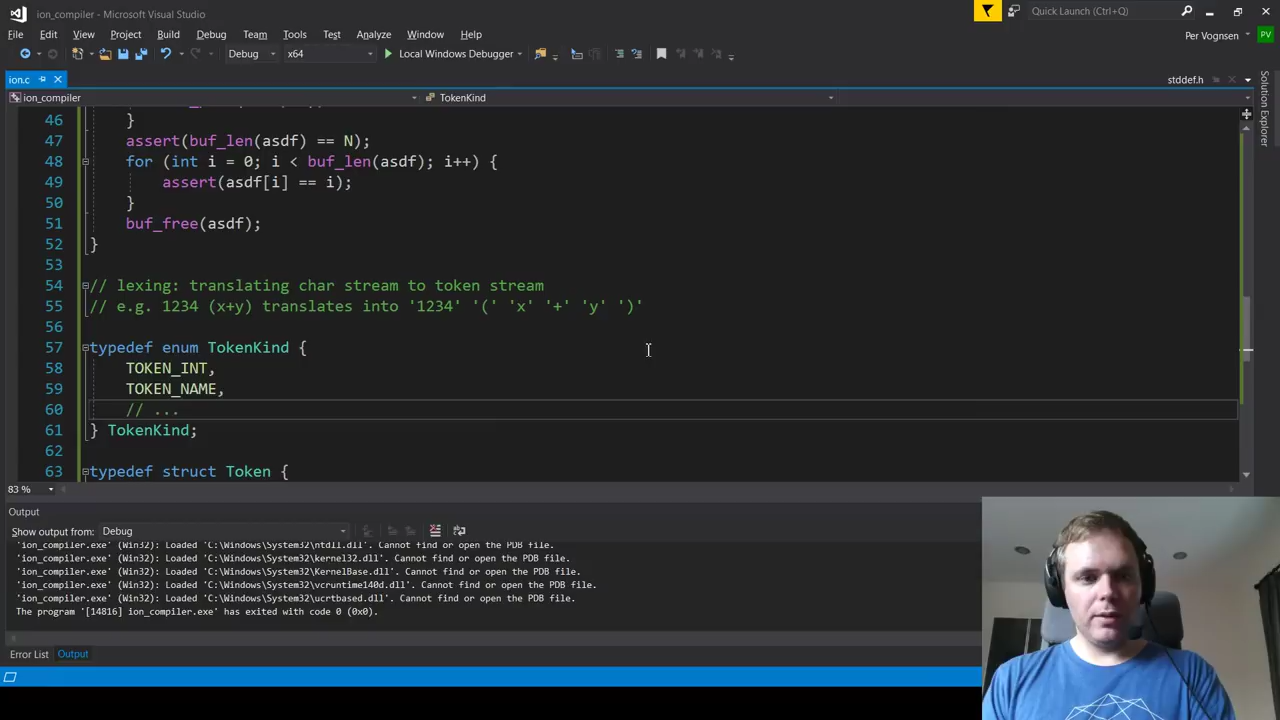 ion_compiler - Microsoft Visual Studio
Quick Launch (Ctrl+Q)
File Edit View Project Build Debug Team Tools Test Analyze Window Help
Per Vognsen PV
Debug x64 Local Windows Debugger
ion.c
stddef.h
ion_compiler TokenKind
Solution Explorer
46 }
47 assert(buf_len(asdf) == N);
48 for (int i = 0; i < buf_len(asdf); i++) {
49 assert(asdf[i] == i);
50 }
51 buf_free(asdf);
52 }
53
54 // lexing: translating char stream to token stream
55 // e.g. 1234 (x+y) translates into '1234' '(' 'x' '+' 'y' ')'
56
57 typedef enum TokenKind {
58 TOKEN_INT,
59 TOKEN_NAME,
60 // ...
61 } TokenKind;
62
63 typedef struct Token {
83 %
Output
Show output from: Debug
'ion_compiler.exe' (Win32): Loaded 'C:\Windows\System32\ntdll.dll'. Cannot find or open the PDB file.
'ion_compiler.exe' (Win32): Loaded 'C:\Windows\System32\kernel32.dll'. Cannot find or open the PDB file.
'ion_compiler.exe' (Win32): Loaded 'C:\Windows\System32\KernelBase.dll'. Cannot find or open the PDB file.
'ion_compiler.exe' (Win32): Loaded 'C:\Windows\System32\vcruntime140d.dll'. Cannot find or open the PDB file.
'ion_compiler.exe' (Win32): Loaded 'C:\Windows\System32\ucrtbased.dll'. Cannot find or open the PDB file.
The program '[14816] ion_compiler.exe' has exited with code 0 (0x0).
Error List Output